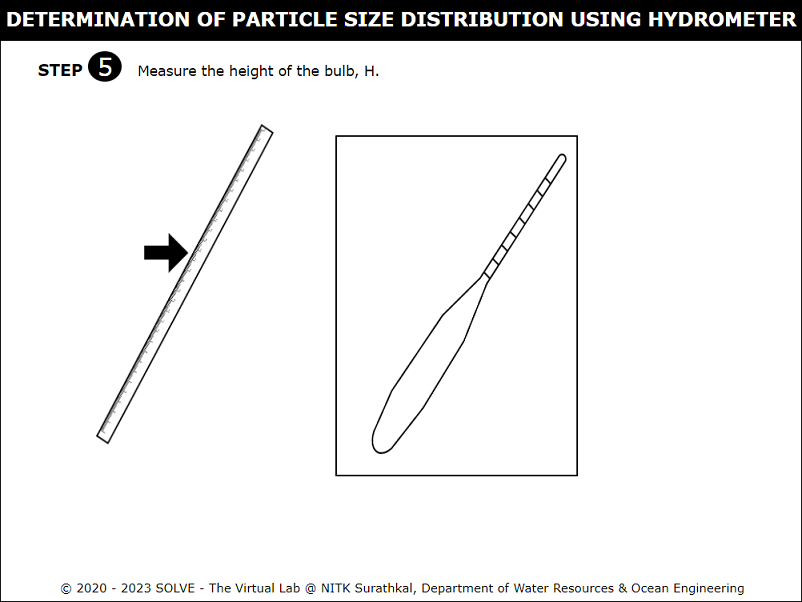 DETERMINATION OF PARTICLE SIZE DISTRIBUTION USING HYDROMETER
STEP 5 Measure the height of the bulb, H.
© 2020 - 2023 SOLVE - The Virtual Lab @ NITK Surathkal, Department of Water Resources & Ocean Engineering